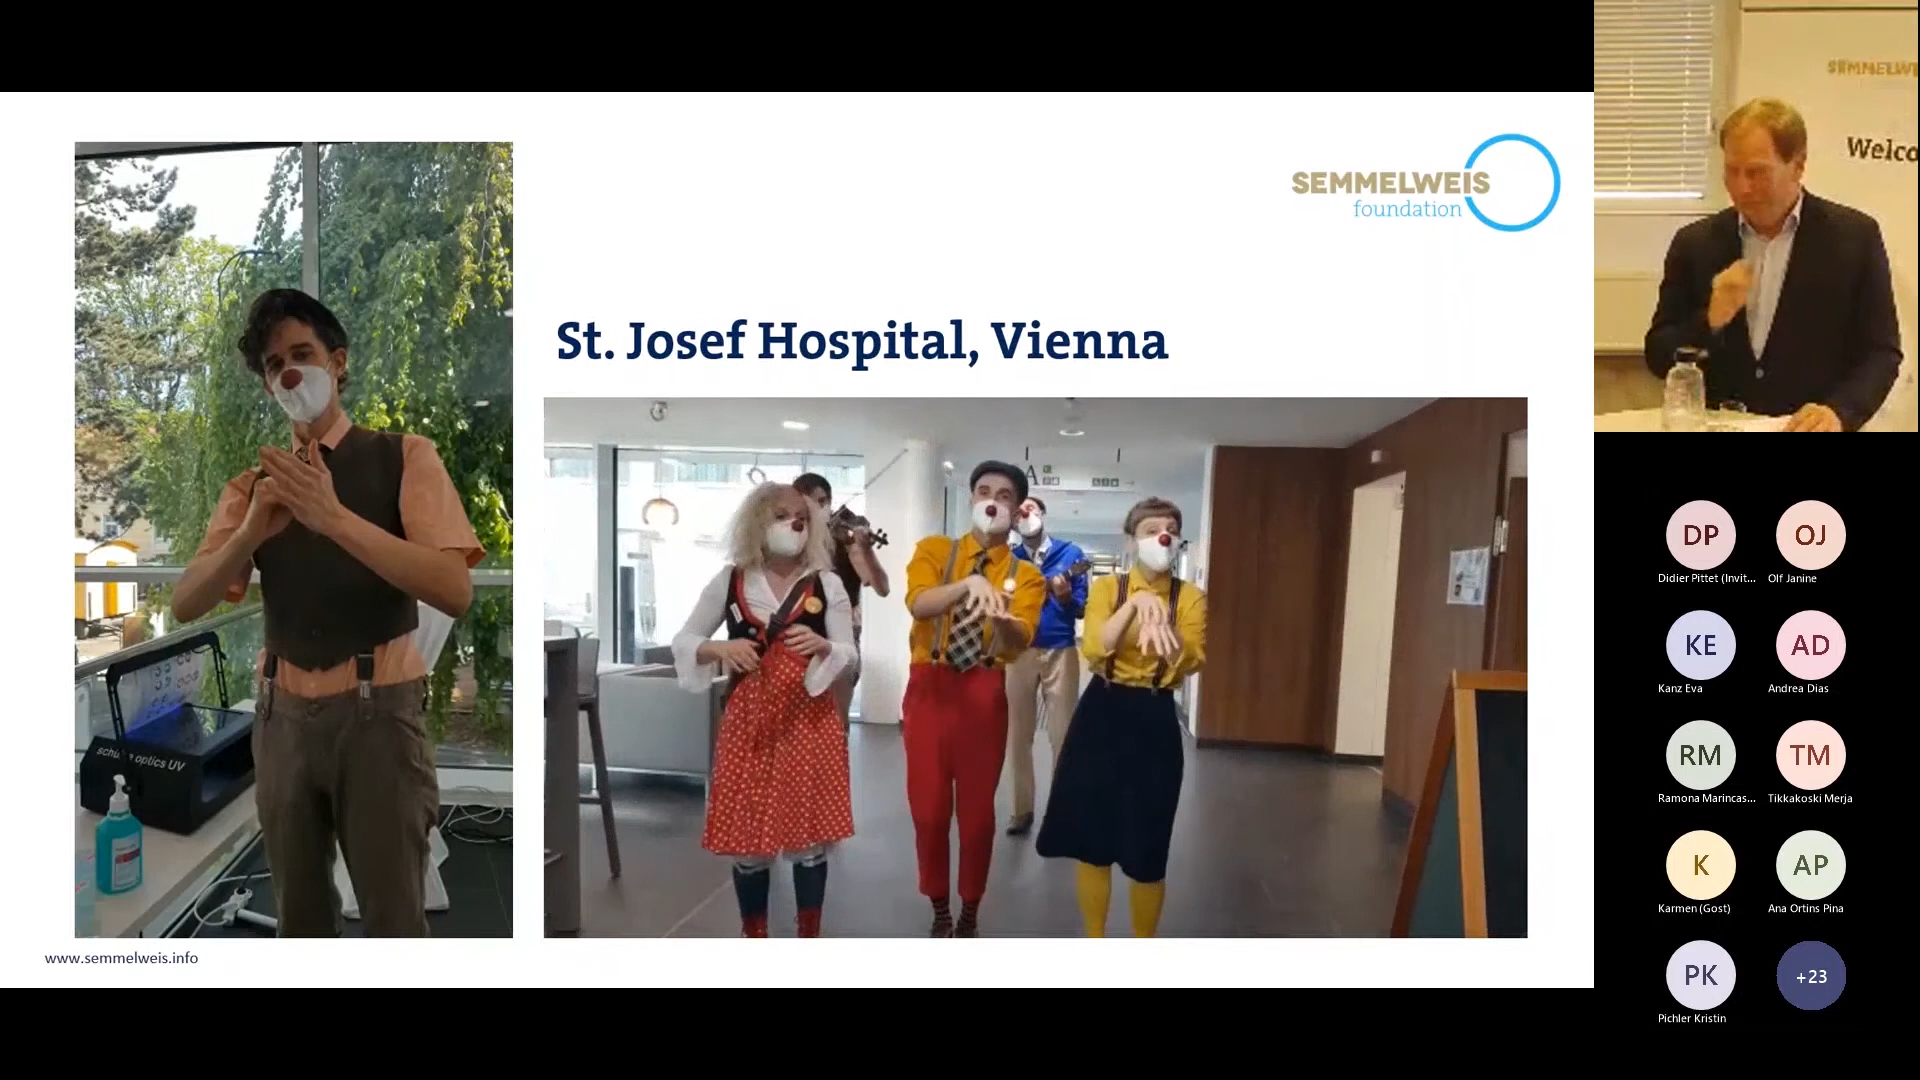 SEMMELWEIS
foundation
St. Josef Hospital, Vienna
optics UV
www.semmelweis.info
Welco
DP
OJ
Didier Pittet (Invit...
Olf Janine
KE
AD
Kanz Eva
Andrea Dias
RM
TM
Ramona Marincas...
Tikkakoski Merja
K
AP
Karmen (Gost)
Ana Ortins Pina
PK
+23
Pichler Kristin